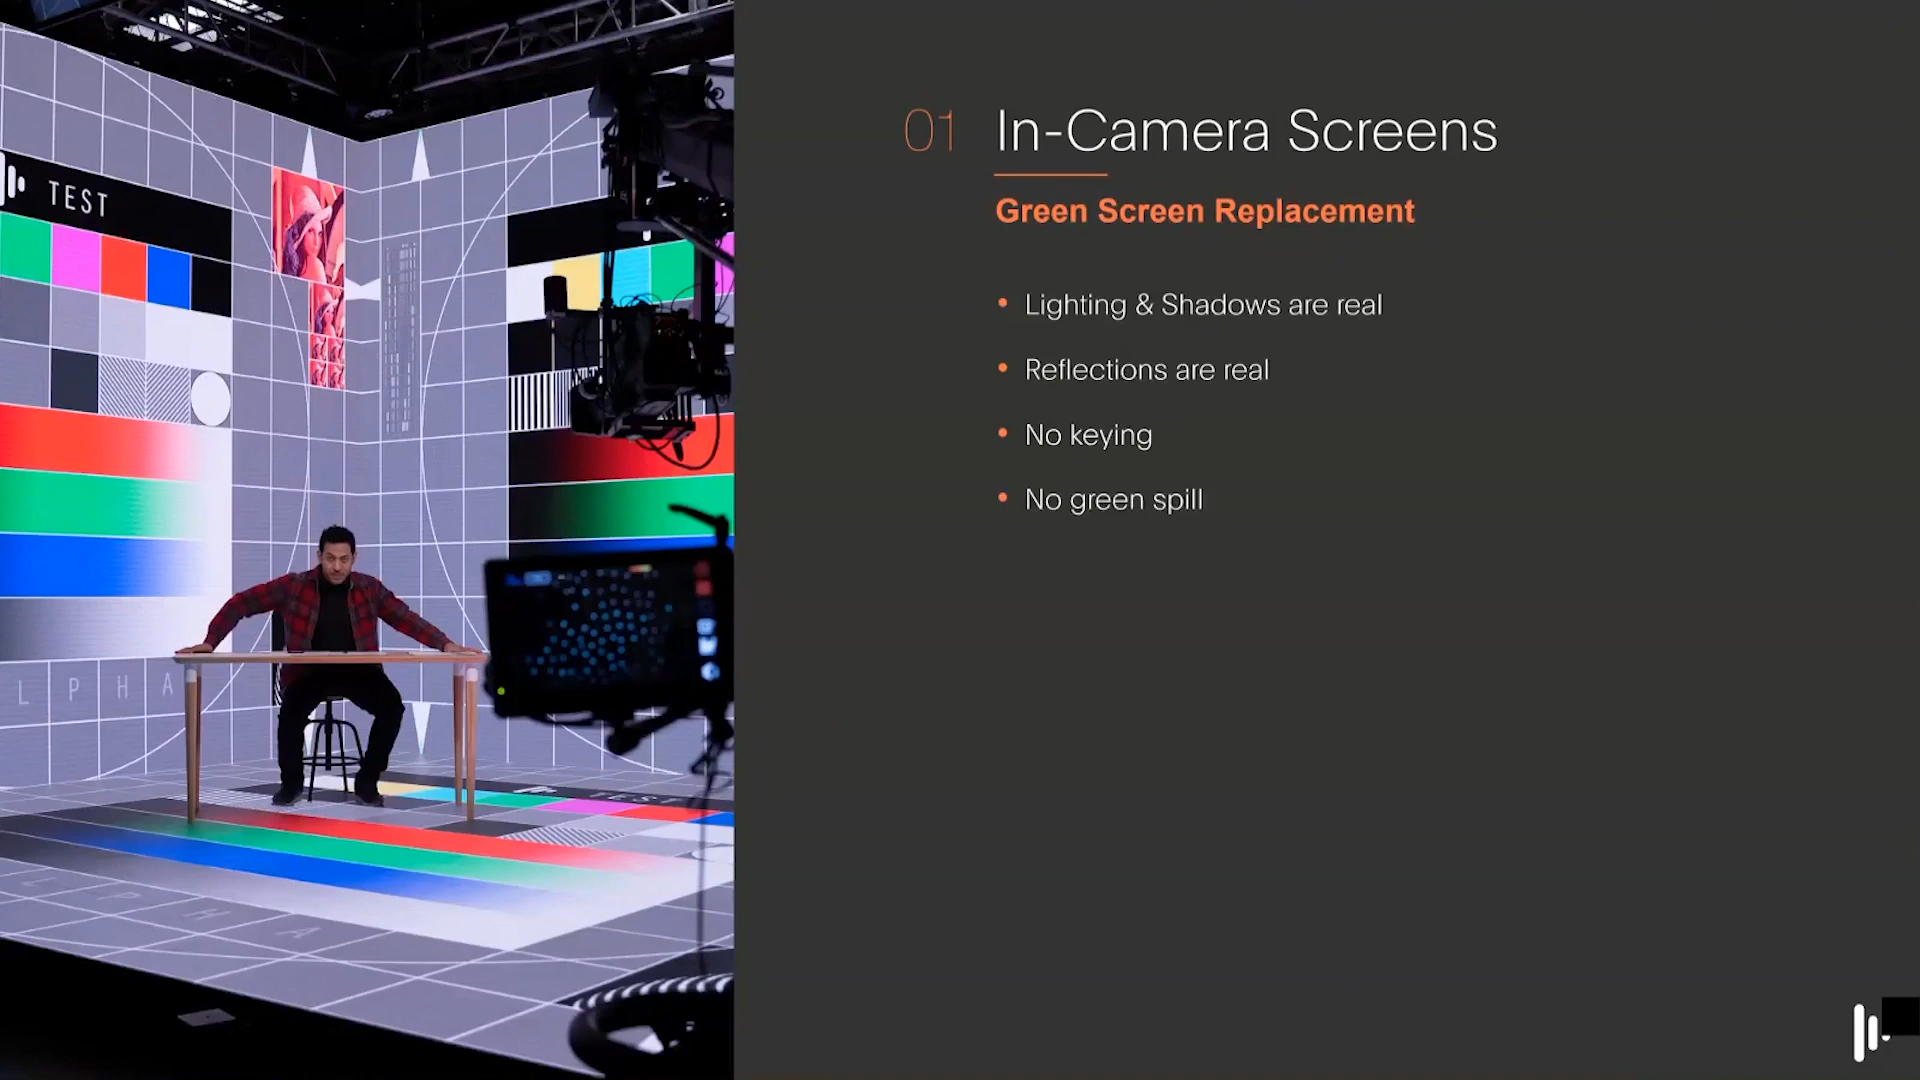 TEST
L P H A
TEST
L P H A
01 In-Camera Screens
Green Screen Replacement
• Lighting & Shadows are real
• Reflections are real
• No keying
• No green spill